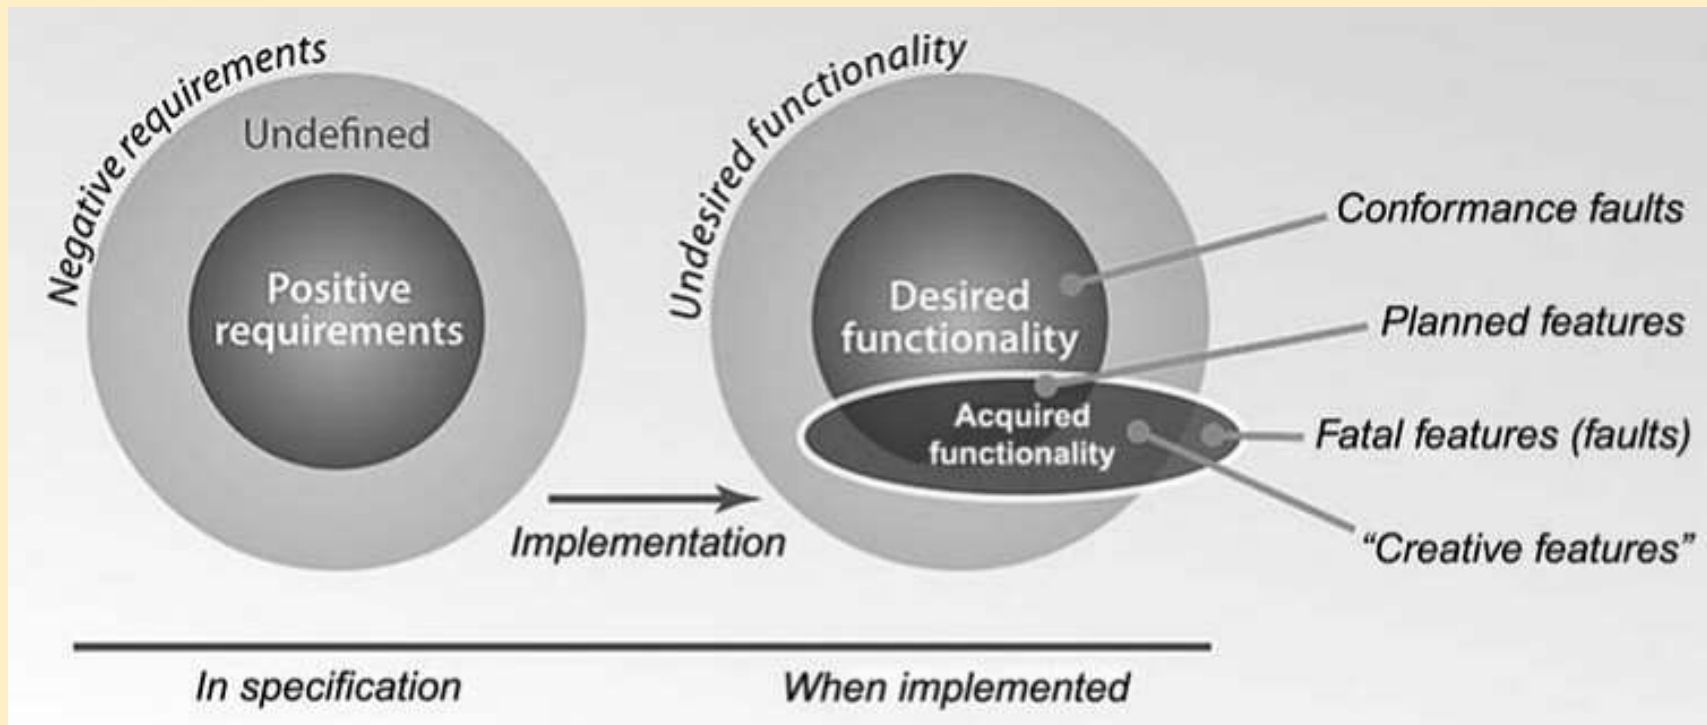 Negative requirements
Undefined
Positive
requirements
Implementation
In specification
Undesired functionality
Desired
functionality
Acquired
functionality
When implemented
Conformance faults
Planned features
Fatal features (faults)
“Creative features”